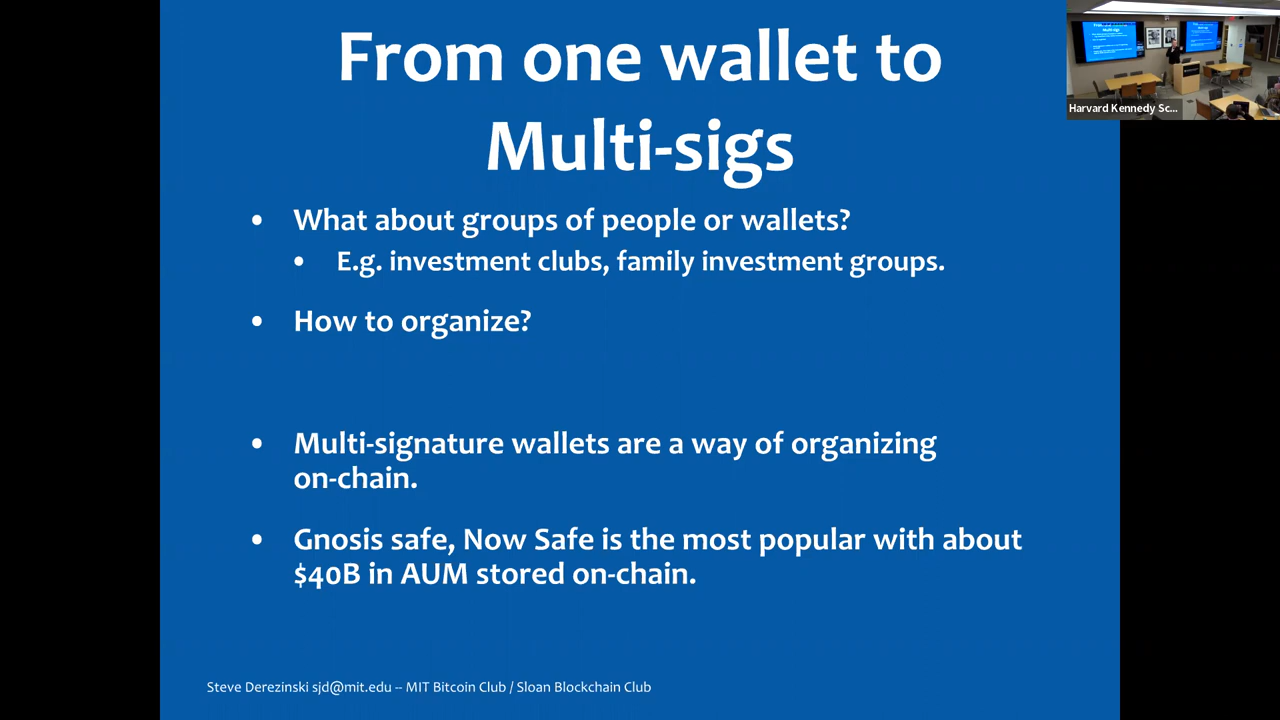 From one wallet to
Multi-sigs
• What about groups of people or wallets?
• E.g. investment clubs, family investment groups.
• How to organize?
• Multi-signature wallets are a way of organizing
on-chain.
• Gnosis safe, Now Safe is the most popular with about
$40B in AUM stored on-chain.
Steve Derezinski sjd@mit.edu – MIT Bitcoin Club / Sloan Blockchain Club
Harvard Kennedy Sc...